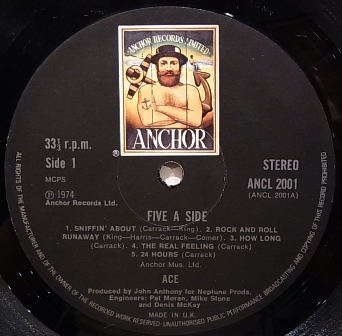 ANCHOR RECORDS LIMITED
ANCHOR
®
33⅓ r.p.m.
Side 1
MCPS
STEREO
ANCL 2001
(ANCL 2001A)
℗ 1974
Anchor Records Ltd.
FIVE A SIDE
1. SNIFFIN' ABOUT (Carrack—King) 2. ROCK AND ROLL
RUNAWAY (King—Harris—Carrack—Comer) 3. HOW LONG
(Carrack) 4. THE REAL FEELING (Carrack)
5. 24 HOURS (Carrack)
Anchor Mus. Ltd.
ACE
Produced by John Anthony for Neptune Prods.
Engineers: Pat Moran, Mike Stone
and Denis McKay
MADE IN U.K.
ALL RIGHTS OF THE MANUFACTURER AND OF THE OWNER OF THE RECORDED WORK RESERVED UNAUTHORISED PUBLIC PERFORMANCE BROADCASTING AND COPYING OF THIS RECORD PROHIBITED